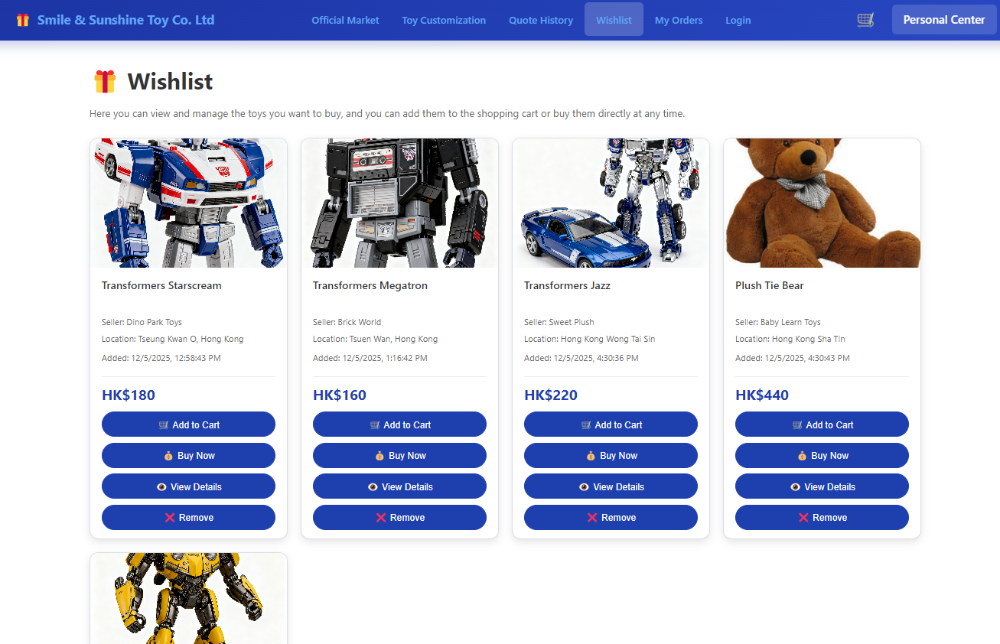 Smile & Sunshine Toy Co. Ltd
Official Market
Toy Customization
Quote History
Wishlist
My Orders
Login
Personal Center
Wishlist
Here you can view and manage the toys you want to buy, and you can add them to the shopping cart or buy them directly at any time.
Transformers Starscream
Seller: Dino Park Toys
Location: Tseung Kwan O, Hong Kong
Added: 12/5/2025, 12:58:43 PM
HK$180
Add to Cart
Buy Now
View Details
Remove
Transformers Megatron
Seller: Brick World
Location: Tsuen Wan, Hong Kong
Added: 12/5/2025, 1:16:42 PM
HK$160
Add to Cart
Buy Now
View Details
Remove
Transformers Jazz
Seller: Sweet Plush
Location: Hong Kong Wong Tai Sin
Added: 12/5/2025, 4:30:36 PM
HK$220
Add to Cart
Buy Now
View Details
Remove
Plush Tie Bear
Seller: Baby Learn Toys
Location: Hong Kong Sha Tin
Added: 12/5/2025, 4:30:43 PM
HK$440
Add to Cart
Buy Now
View Details
Remove